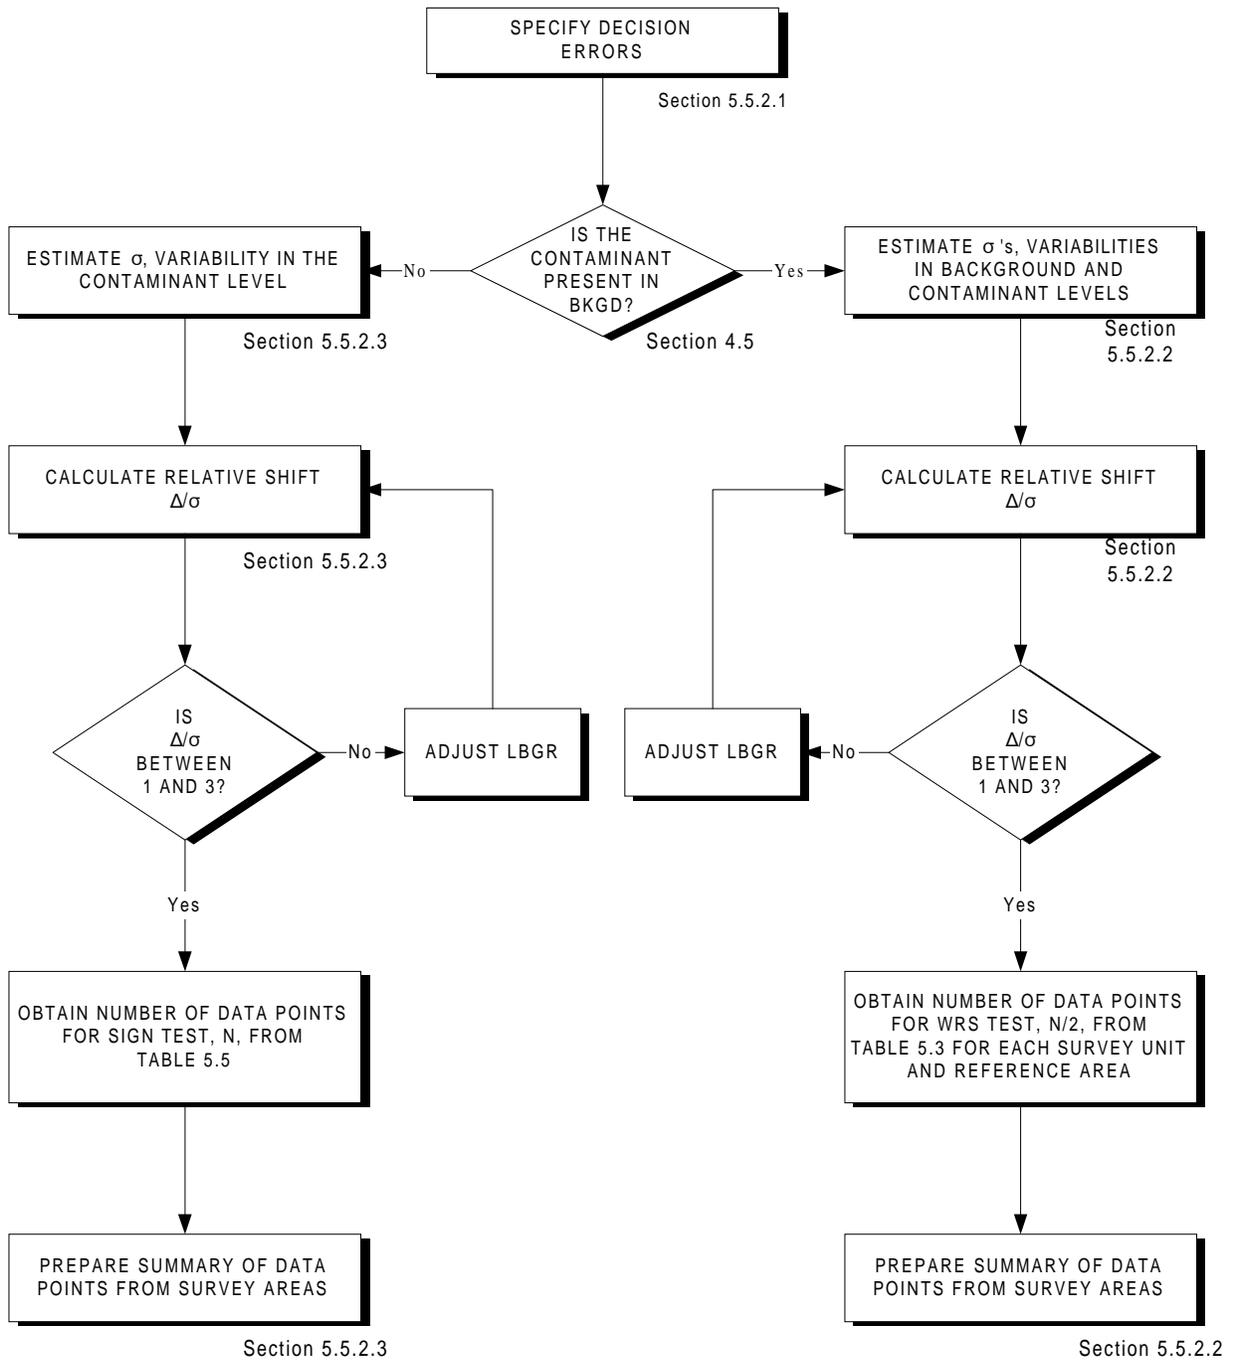 SPECIFY DECISION
ERRORS
Section 5.5.2.1
IS THE
CONTAMINANT
PRESENT IN
BKGD?
No
Yes
Section 4.5
ESTIMATE σ, VARIABILITY IN THE
CONTAMINANT LEVEL
Section 5.5.2.3
ESTIMATE σ's, VARIABILITIES
IN BACKGROUND AND
CONTAMINANT LEVELS
Section
5.5.2.2
CALCULATE RELATIVE SHIFT
Δ/σ
Section 5.5.2.3
CALCULATE RELATIVE SHIFT
Δ/σ
Section
5.5.2.2
IS
Δ/σ
BETWEEN
1 AND 3?
No
ADJUST LBGR
ADJUST LBGR
No
IS
Δ/σ
BETWEEN
1 AND 3?
Yes
Yes
OBTAIN NUMBER OF DATA POINTS
FOR SIGN TEST, N, FROM
TABLE 5.5
OBTAIN NUMBER OF DATA POINTS
FOR WRS TEST, N/2, FROM
TABLE 5.3 FOR EACH SURVEY UNIT
AND REFERENCE AREA
PREPARE SUMMARY OF DATA
POINTS FROM SURVEY AREAS
Section 5.5.2.3
PREPARE SUMMARY OF DATA
POINTS FROM SURVEY AREAS
Section 5.5.2.2